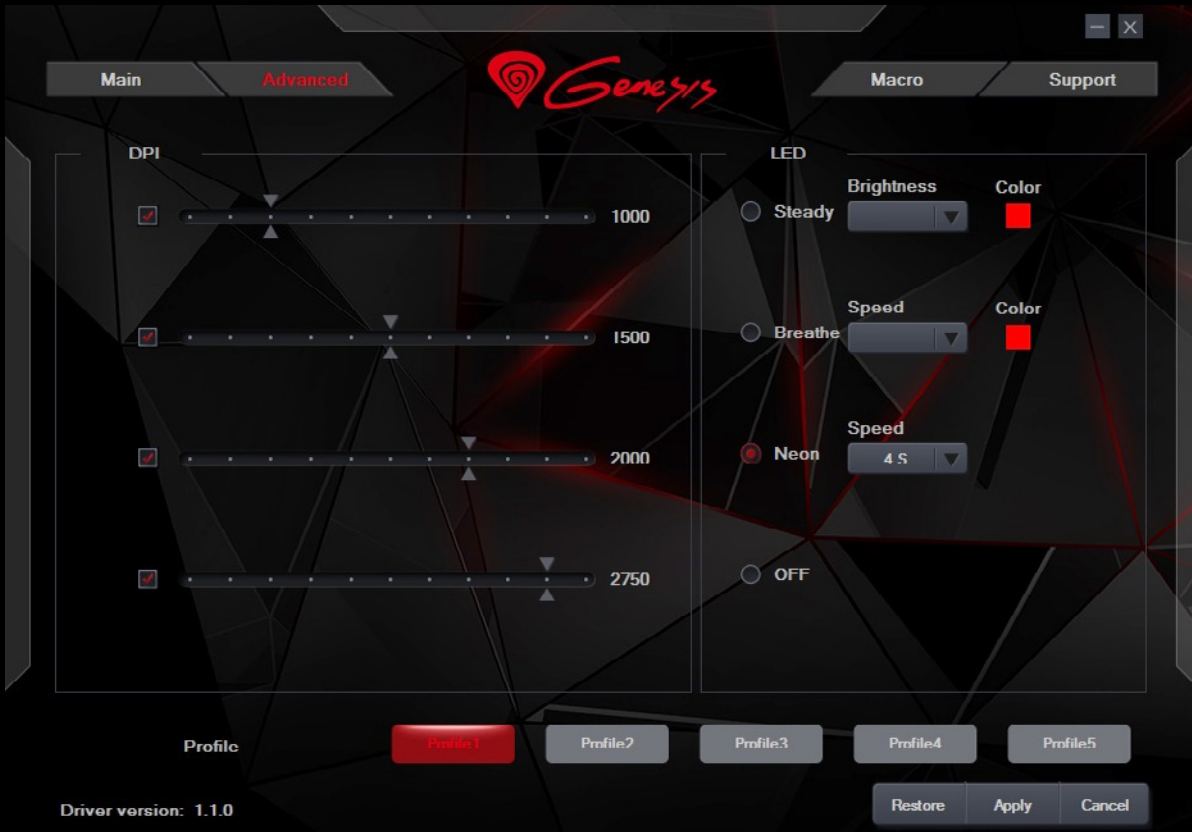 Main Advanced Genesis Macro Support
DPI
LED
Brightness Color
1000
Steady
Speed Color
1500
Breathe
Speed
2000
Neon 4 S
2750
OFF
Profile Profile1 Profile2 Profile3 Profile4 Profile5
Restore Apply Cancel
Driver version: 1.1.0